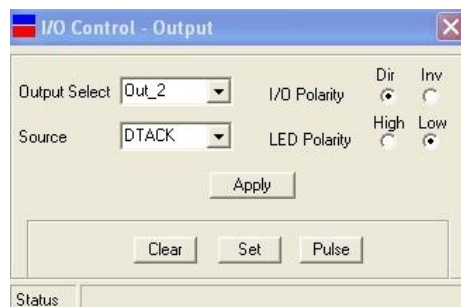 I/O Control - Output
Dir Inv
Output Select Out_2 I/O Polarity
High Low
Source DTACK LED Polarity
Apply
Clear Set Pulse
Status